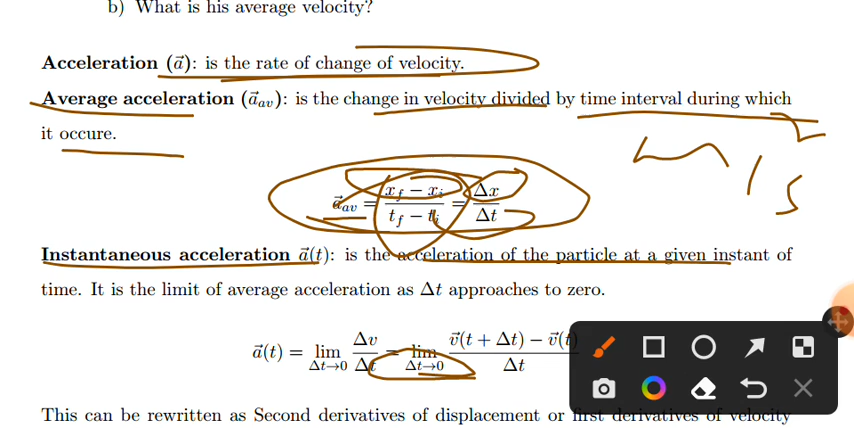 b) What is his average velocity?
Acceleration (a⃗): is the rate of change of velocity.
Average acceleration (a⃗av): is the change in velocity divided by time interval during which
it occure.
m/s
a⃗av = (xf − xi)/(tf − ti) = Δx/Δt
Instantaneous acceleration a⃗(t): is the acceleration of the particle at a given instant of
time. It is the limit of average acceleration as Δt approaches to zero.
a⃗(t) = lim Δt→0 Δv/Δt = lim Δt→0 (v⃗(t + Δt) − v⃗(t)/Δt
This can be rewritten as Second derivatives of displacement or first derivatives of velocity